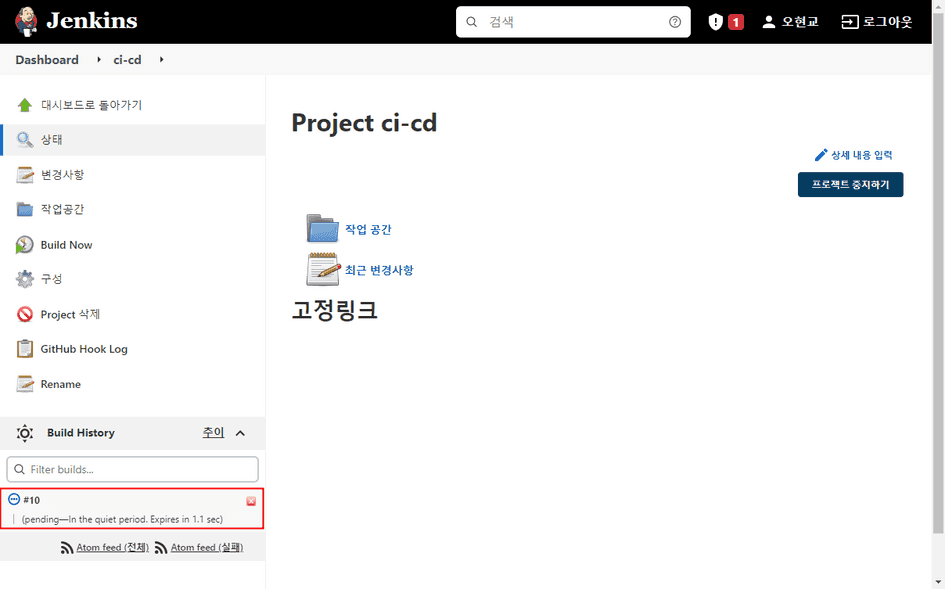 Jenkins
검색
1
오현교
로그아웃
Dashboard
ci-cd
대시보드로 돌아가기
상태
변경사항
작업공간
Build Now
구성
Project 삭제
GitHub Hook Log
Rename
Build History
추이
Filter builds...
#10
(pending—In the quiet period. Expires in 1.1 sec)
Atom feed (전체)
Atom feed (실패)
Project ci-cd
상세 내용 입력
프로젝트 중지하기
작업 공간
최근 변경사항
고정링크